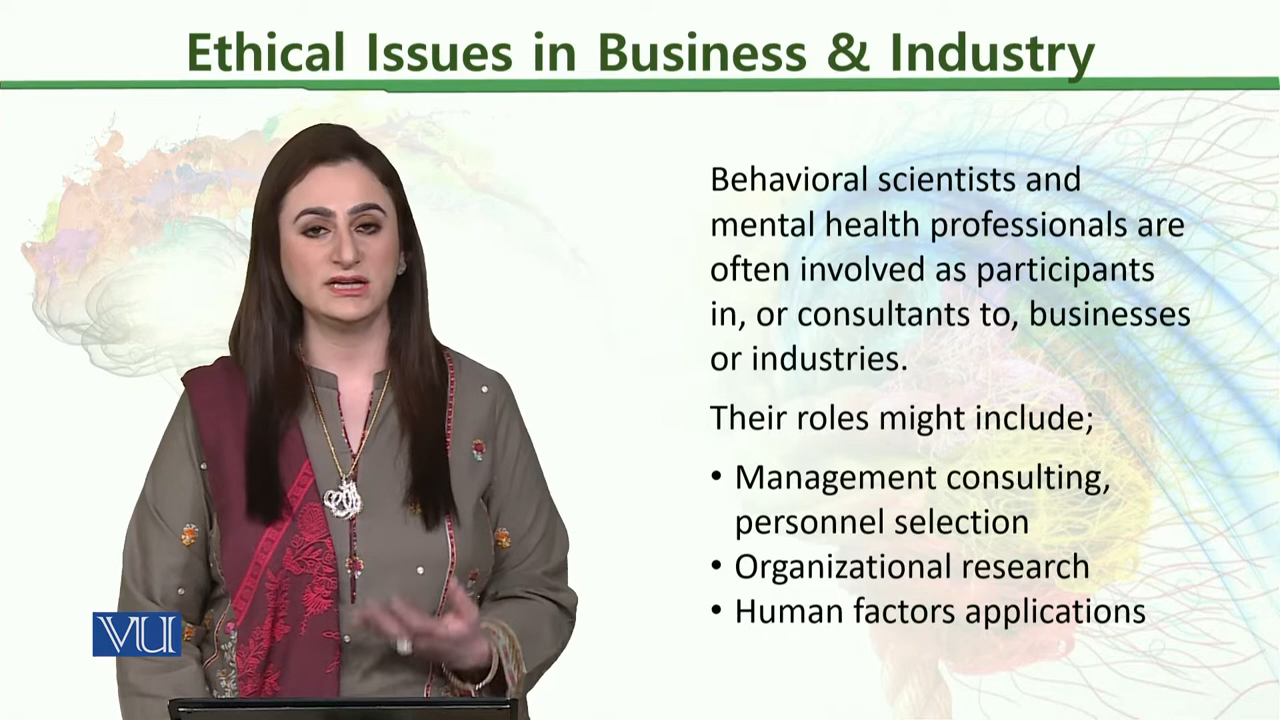 Ethical Issues in Business & Industry
Behavioral scientists and
mental health professionals are
often involved as participants
in, or consultants to, businesses
or industries.
Their roles might include;
• Management consulting,
personnel selection
• Organizational research
• Human factors applications
VU